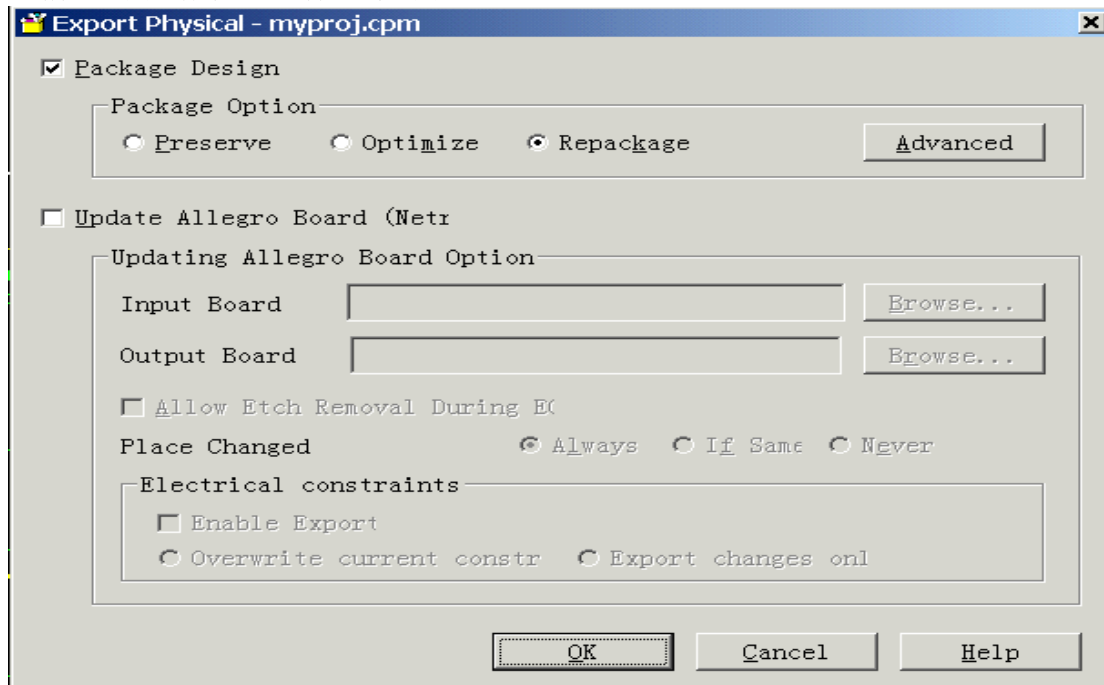 Export Physical - myproj.cpm
Package Design
Package Option
Preserve Optimize Repackage Advanced
Update Allegro Board (Netr
Updating Allegro Board Option
Input Board Browse...
Output Board Browse...
Allow Etch Removal During EC
Place Changed Always If Same Never
Electrical constraints
Enable Export
Overwrite current constr Export changes onl
OK Cancel Help